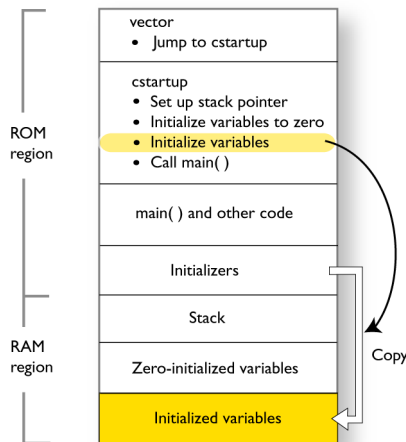 vector
• Jump to cstartup
cstartup
• Set up stack pointer
• Initialize variables to zero
• Initialize variables
• Call main( )
ROM
region
main( ) and other code
Initializers
Stack
RAM
region
Copy
Zero-initialized variables
Initialized variables